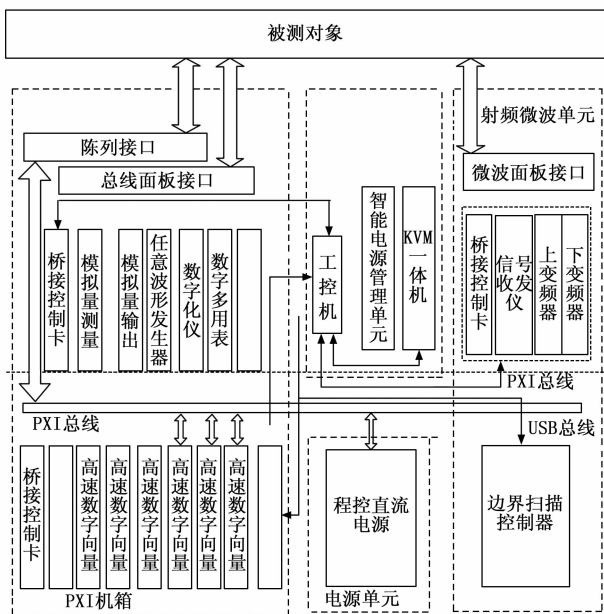 被测对象
射频微波单元
陈列接口
总线面板接口
微波面板接口
桥接控制卡
模拟量测量
模拟量输出
任意波形发生器
数字化仪
数字多用表
工控机
智能电源管理单元
KVM一体机
桥接控制卡
信号收发仪
上变频器
下变频器
PXI总线
PXI总线
USB总线
桥接控制卡
高速数字向量
高速数字向量
高速数字向量
高速数字向量
高速数字向量
高速数字向量
程控直流
电源
边界扫描
控制器
PXI机箱
电源单元